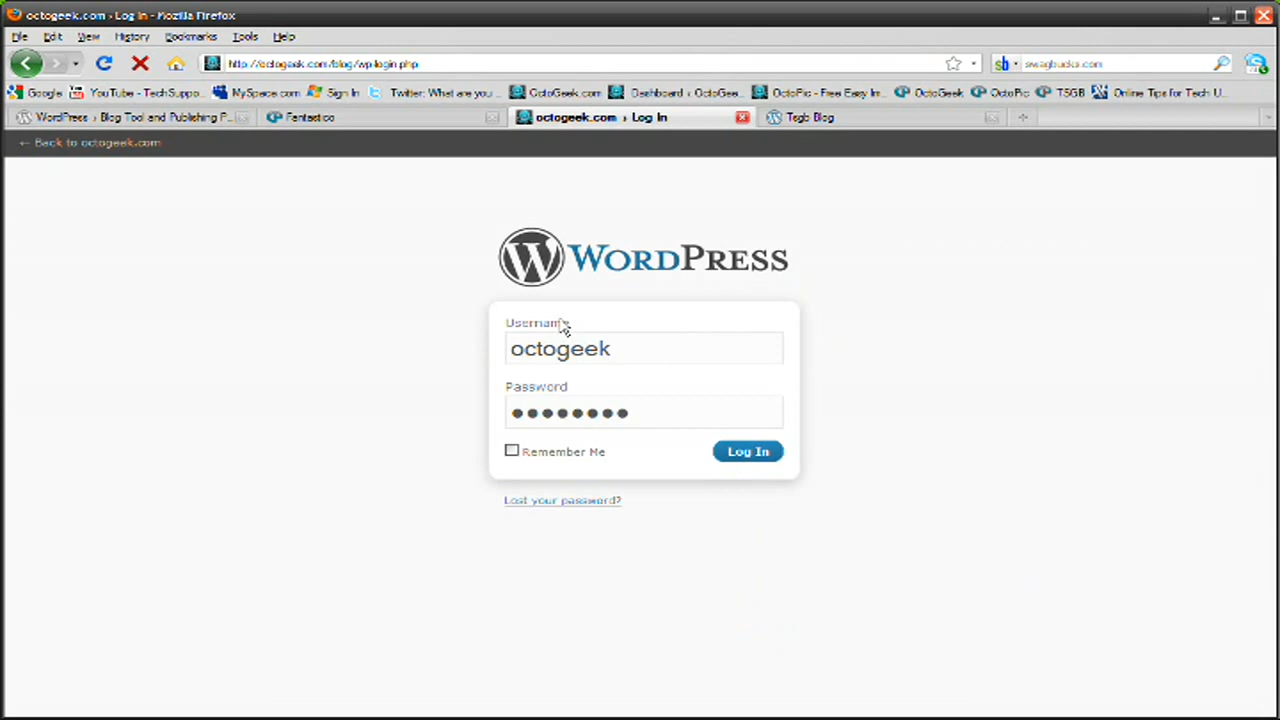 octogeek.com › Log In - Mozilla Firefox
File Edit View History Bookmarks Tools Help
http://octogeek.com/blog/wp-login.php
swagbucks.com
Google YouTube - TechSuppo... MySpace.com Sign In Twitter: What are you ... OctoGeek.com Dashboard ‹ OctoGee... OctoPic - Free Easy Im... OctoGeek OctoPic TSGB Online Tips for Tech U...
WordPress › Blog Tool and Publishing P... Fantastico octogeek.com › Log In Tsgb Blog
← Back to octogeek.com
WORDPRESS
Username
octogeek
Password
●●●●●●●●
Remember Me Log In
Lost your password?